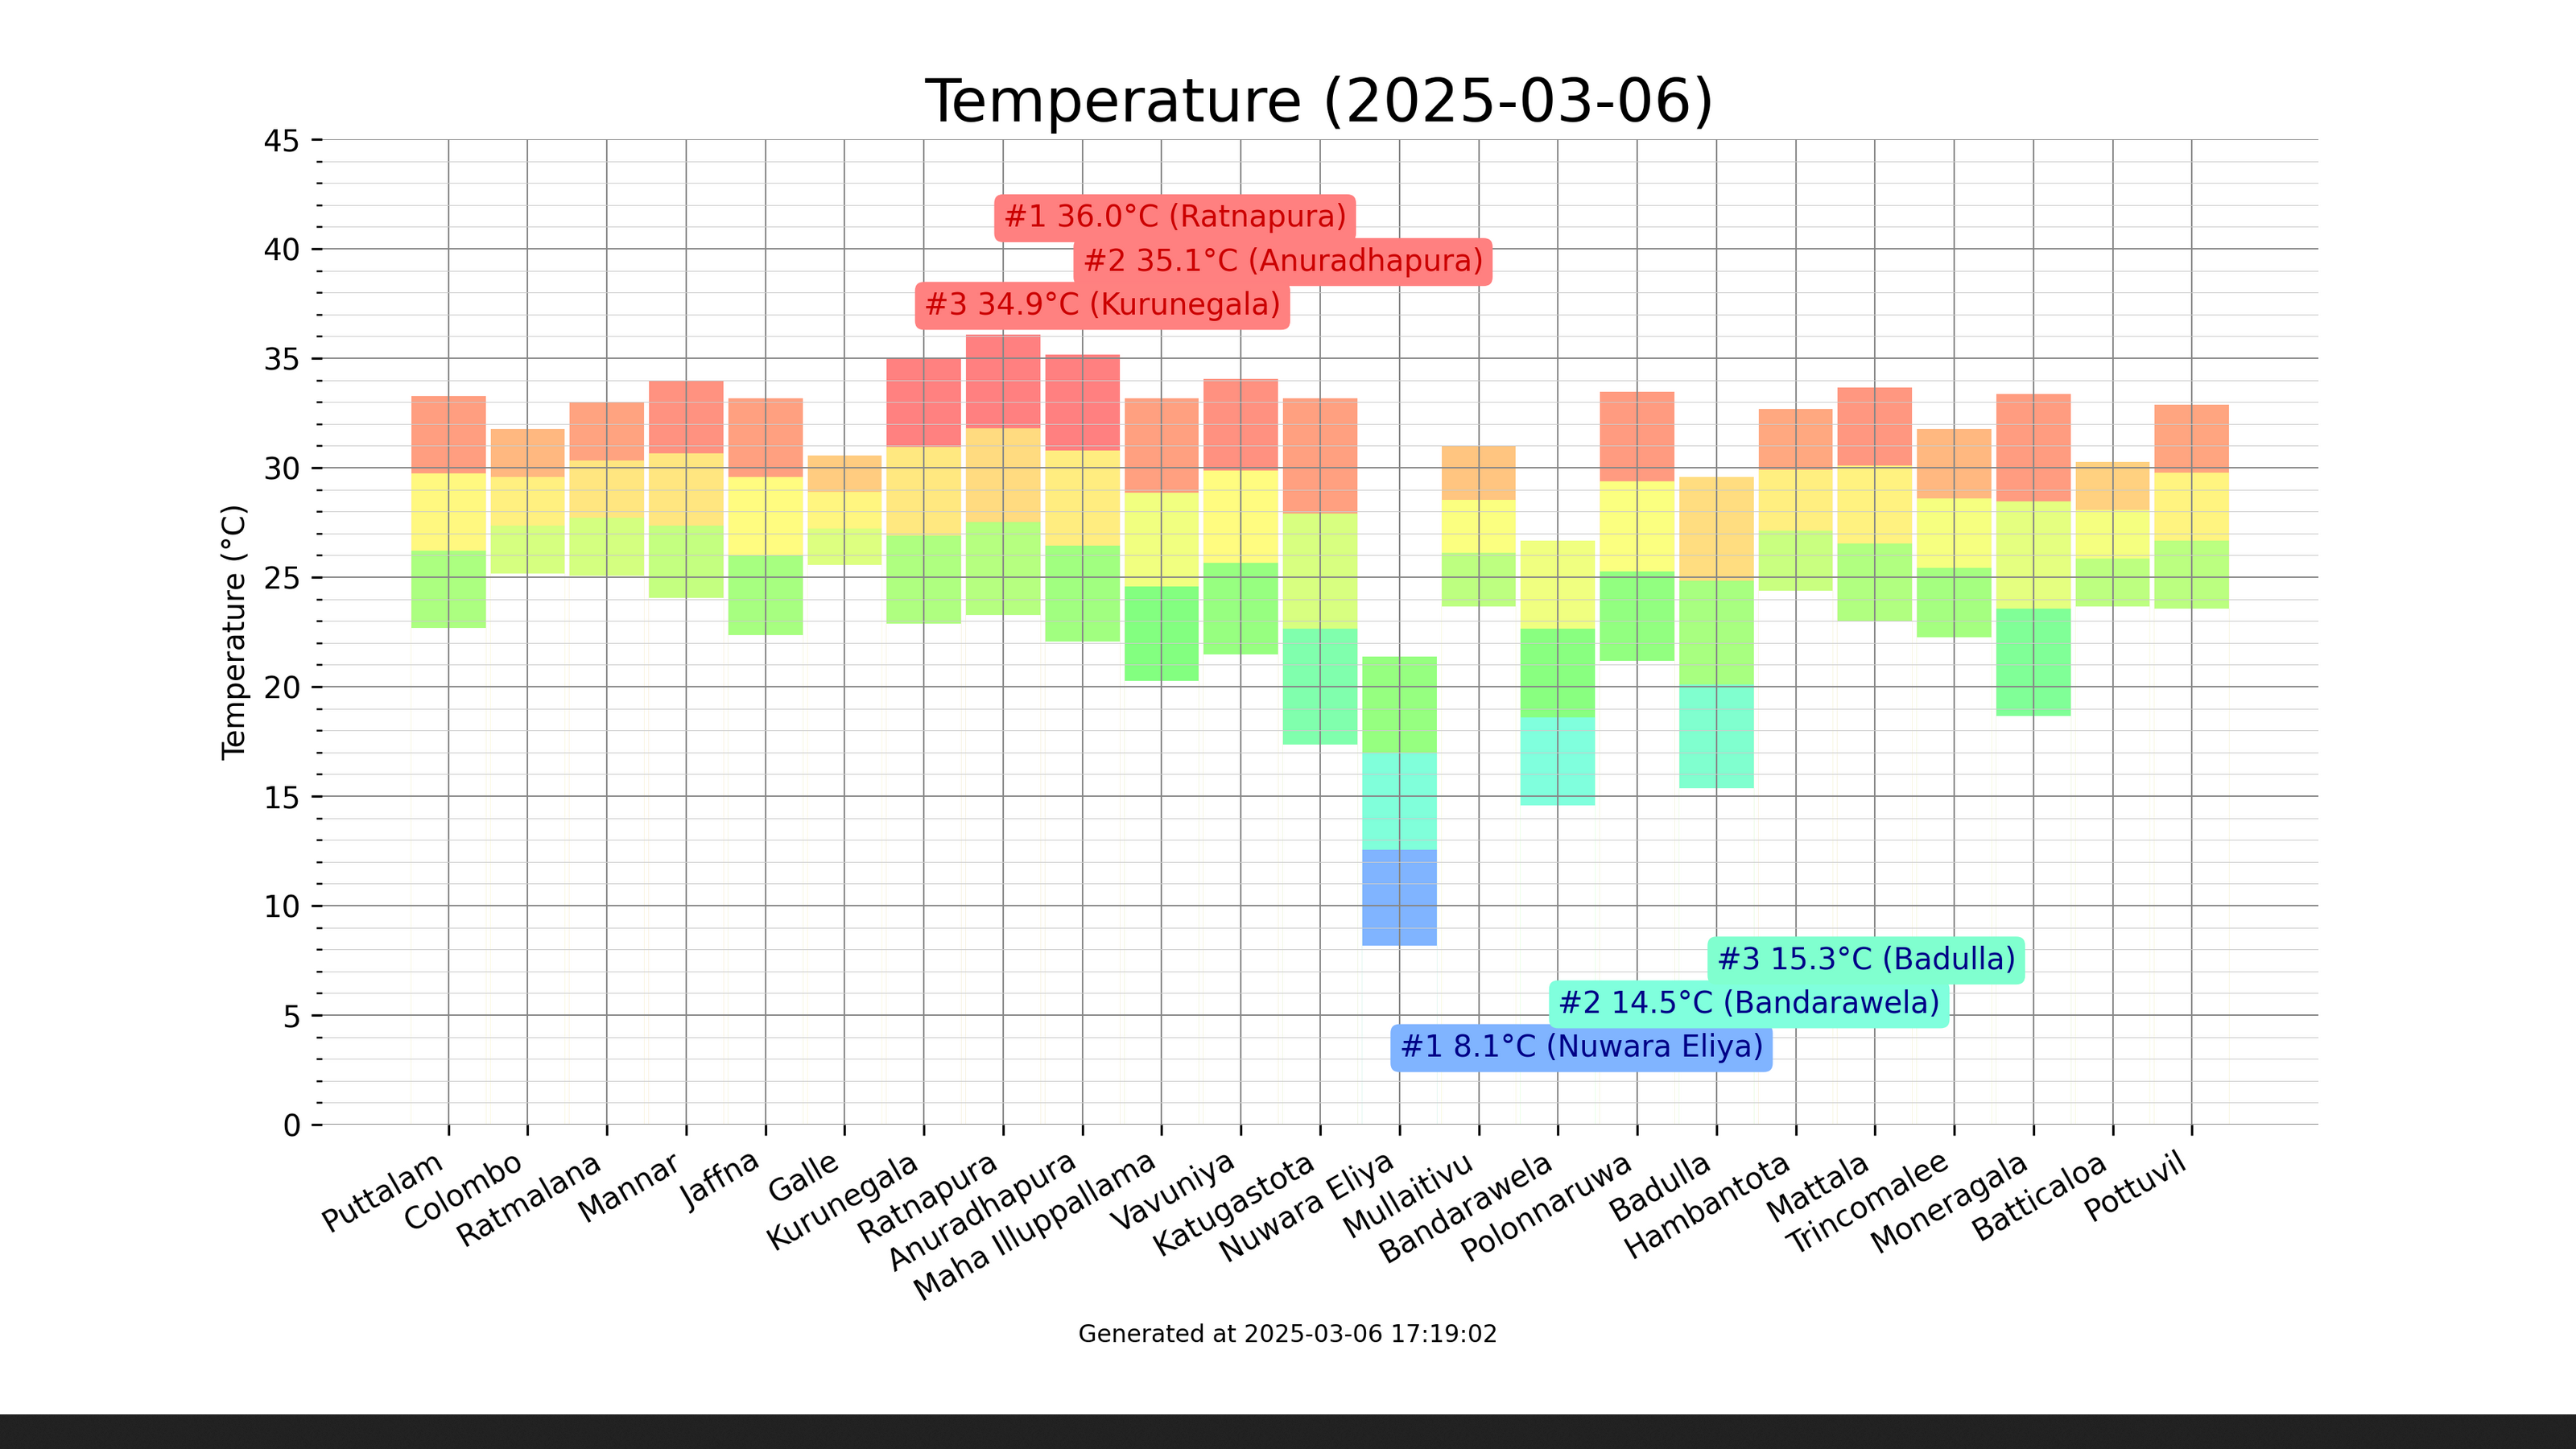 Temperature (2025-03-06)
45
40
35
30
25
20
15
10
5
0
Temperature (°C)
#1 36.0°C (Ratnapura)
#2 35.1°C (Anuradhapura)
#3 34.9°C (Kurunegala)
#3 15.3°C (Badulla)
#2 14.5°C (Bandarawela)
#1 8.1°C (Nuwara Eliya)
Puttalam
Colombo
Ratmalana
Mannar
Jaffna
Galle
Kurunegala
Ratnapura
Anuradhapura
Maha Illuppallama
Vavuniya
Katugastota
Nuwara Eliya
Mullaitivu
Bandarawela
Polonnaruwa
Badulla
Hambantota
Mattala
Trincomalee
Moneragala
Batticaloa
Pottuvil
Generated at 2025-03-06 17:19:02